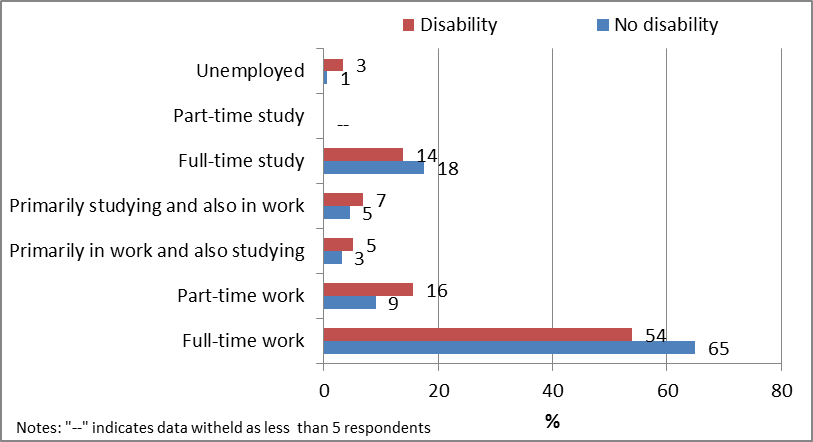 Disability No disability
Unemployed 3
1
Part-time study --
Full-time study 14
18
Primarily studying and also in work 7
5
Primarily in work and also studying 5
3
Part-time work 16
9
Full-time work 54
65
0 20 40 60 80
%
Notes: "--" indicates data witheld as less than 5 respondents